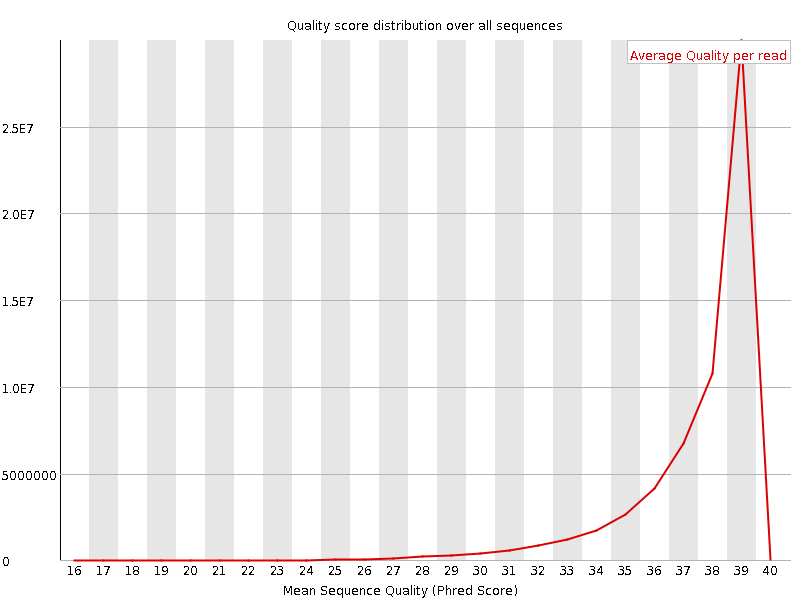 Quality score distribution over all sequences
Average Quality per read
2.5E7
2.0E7
1.5E7
1.0E7
5000000
0
16 17 18 19 20 21 22 23 24 25 26 27 28 29 30 31 32 33 34 35 36 37 38 39 40
Mean Sequence Quality (Phred Score)